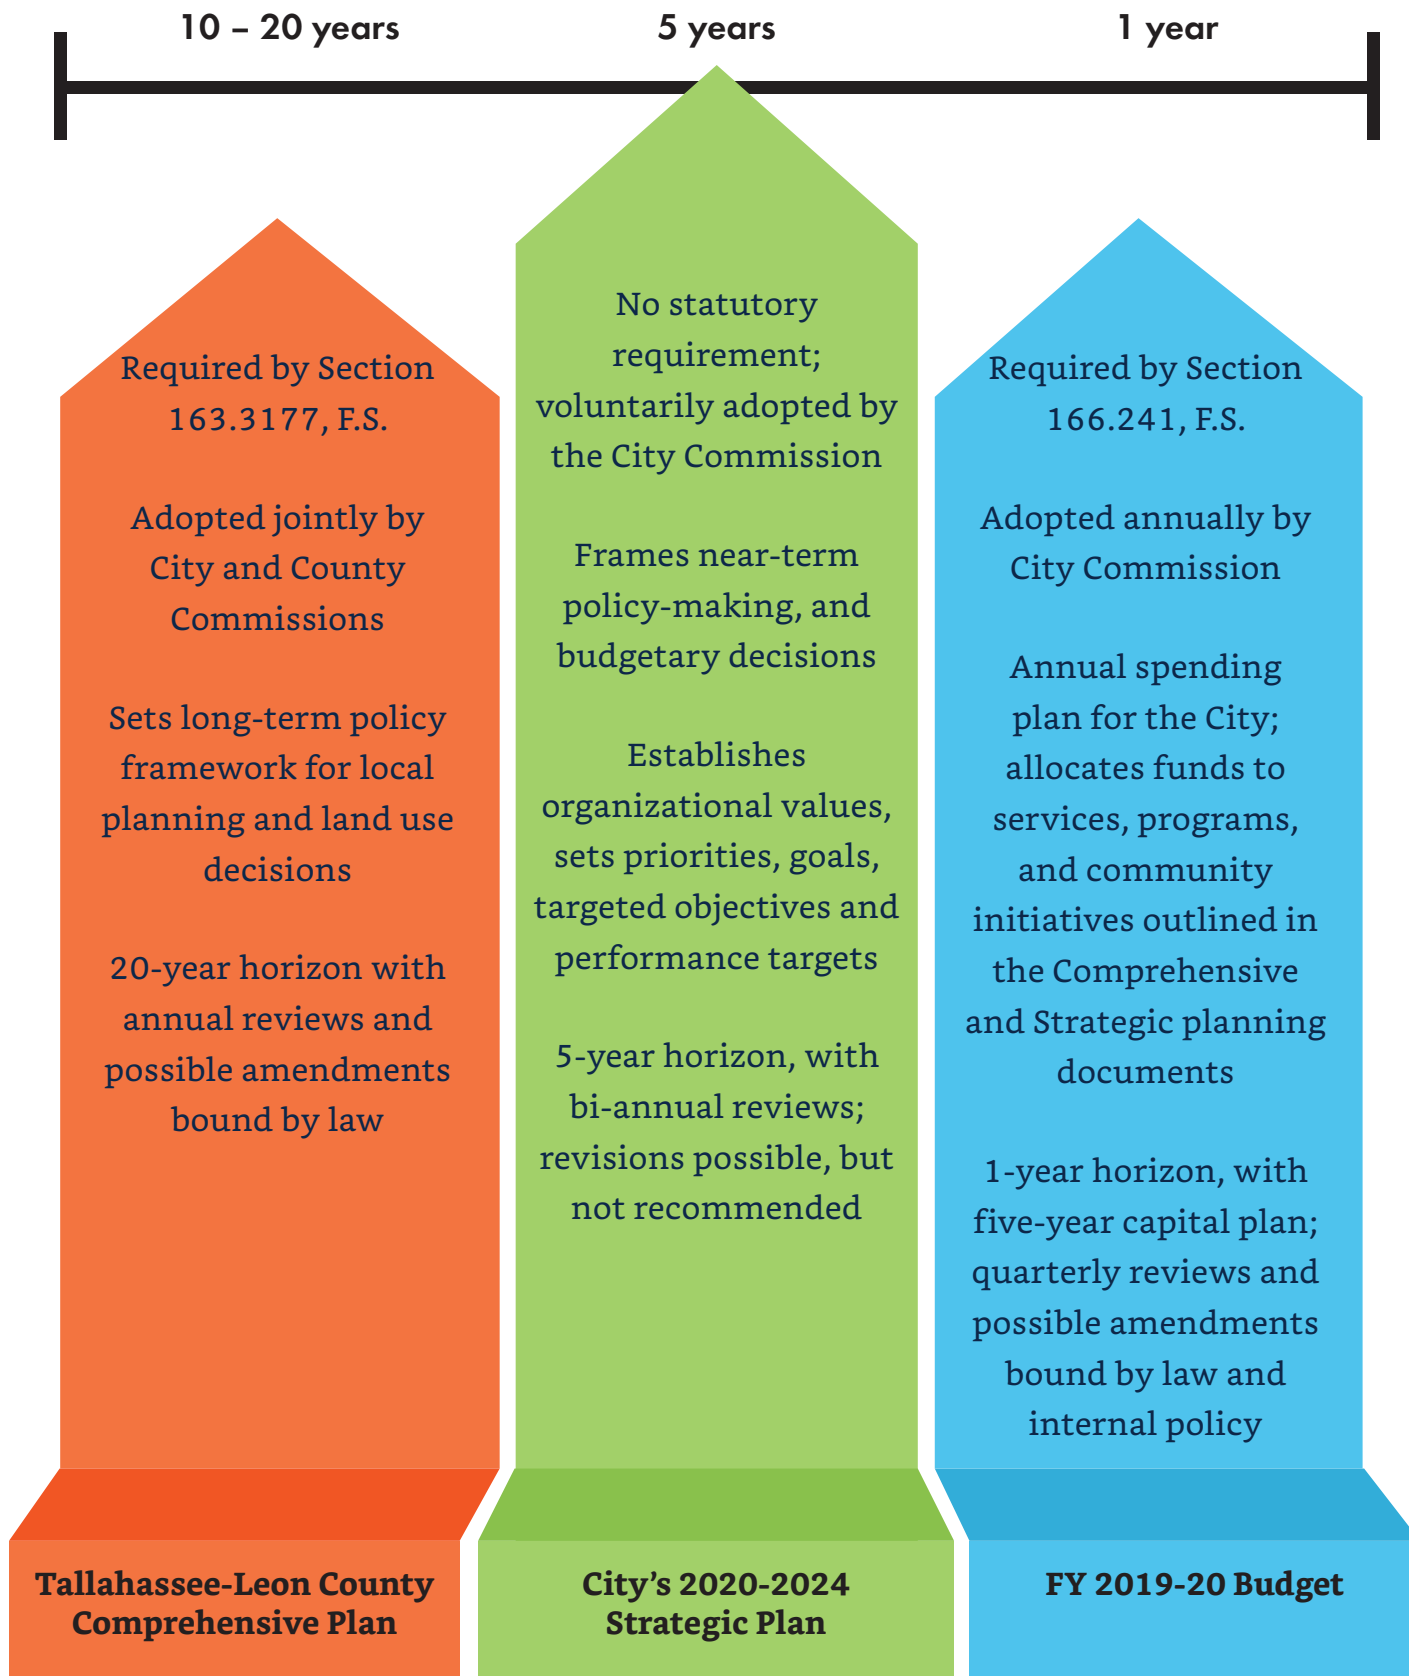 10 – 20 years
5 years
1 year
Required by Section
163.3177, F.S.
Adopted jointly by
City and County
Commissions
Sets long-term policy
framework for local
planning and land use
decisions
20-year horizon with
annual reviews and
possible amendments
bound by law
Tallahassee-Leon County
Comprehensive Plan
No statutory
requirement;
voluntarily adopted by
the City Commission
Frames near-term
policy-making, and
budgetary decisions
Establishes
organizational values,
sets priorities, goals,
targeted objectives and
performance targets
5-year horizon, with
bi-annual reviews;
revisions possible, but
not recommended
City’s 2020-2024
Strategic Plan
Required by Section
166.241, F.S.
Adopted annually by
City Commission
Annual spending
plan for the City;
allocates funds to
services, programs,
and community
initiatives outlined in
the Comprehensive
and Strategic planning
documents
1-year horizon, with
five-year capital plan;
quarterly reviews and
possible amendments
bound by law and
internal policy
FY 2019-20 Budget